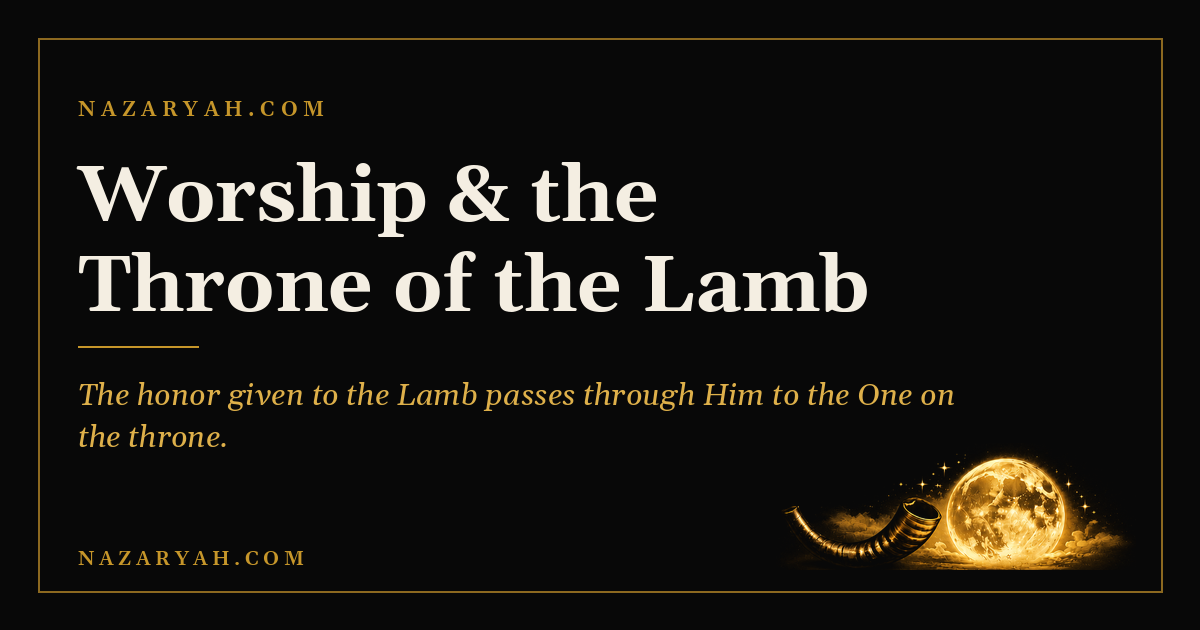 NAZARYAH.COM
Worship & the
Throne of the Lamb
The honor given to the Lamb passes through Him to the One on
the throne.
NAZARYAH.COM